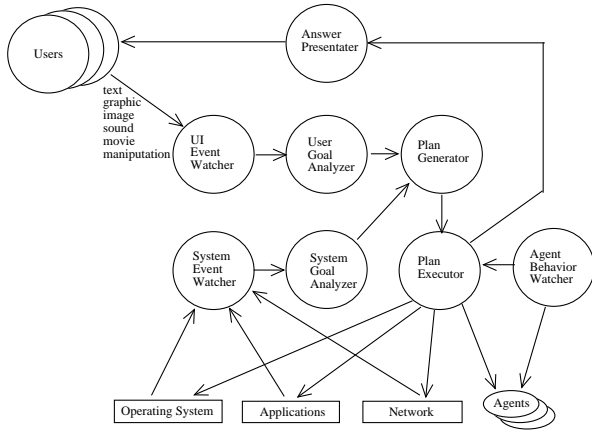 Users
Answer
Presentater
text
graphic
image
sound
movie
maniputation
UI
Event
Watcher
User
Goal
Analyzer
Plan
Generator
System
Event
Watcher
System
Goal
Analyzer
Plan
Executor
Agent
Behavior
Watcher
Operating System
Applications
Network
Agents